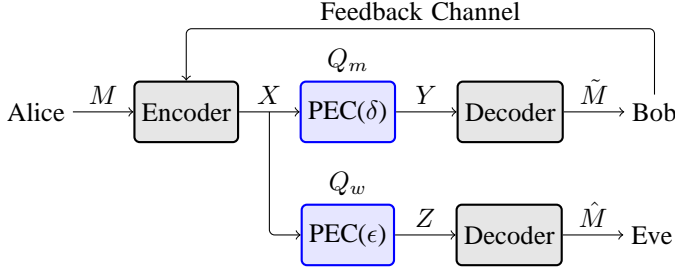 Feedback Channel
Q_m
Alice M Encoder X PEC(δ) Y Decoder M̃ Bob
Q_w
PEC(ϵ) Z Decoder M̂ Eve